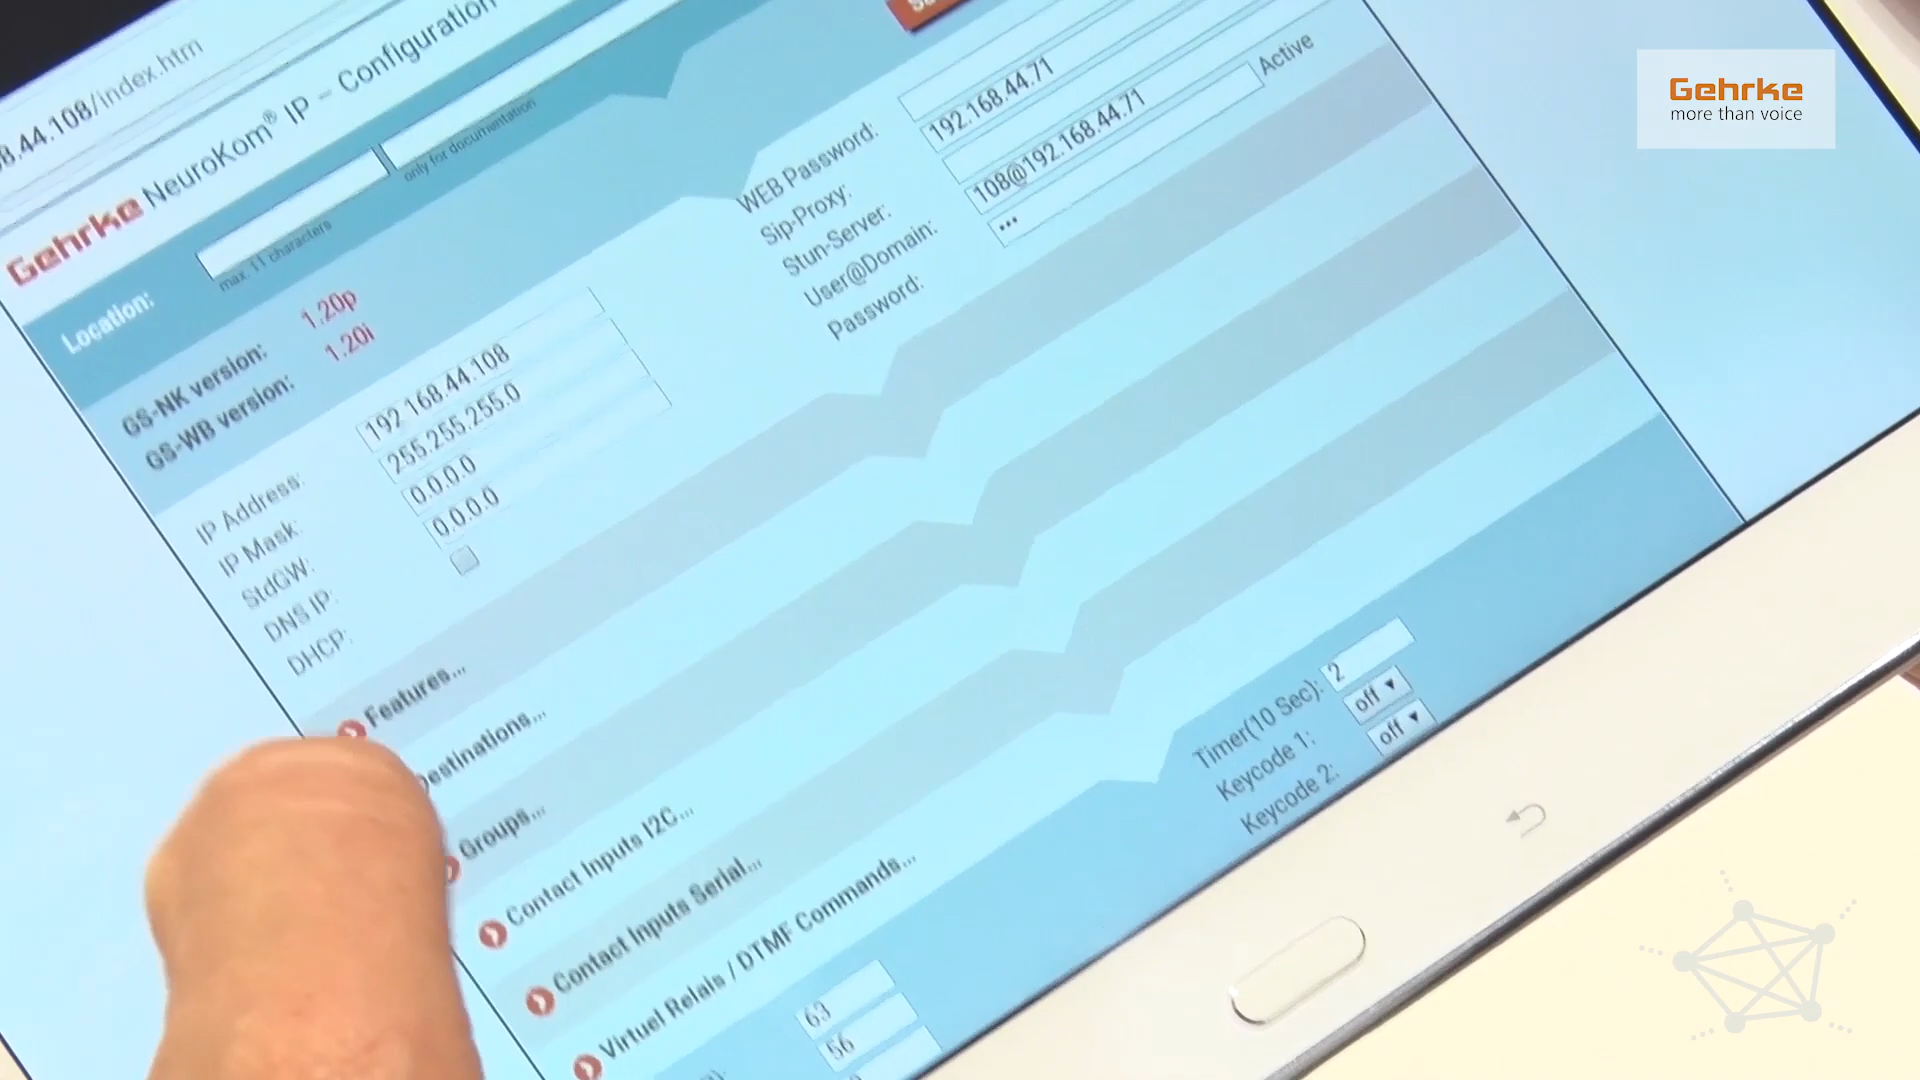 8.44.108/index.htm
Gehrke NeuroKom® IP – Configuration
Location:
max. 11 characters
only for documentation
GS-NK version: 1.20p
GS-WB version: 1.20i
IP Address: 192.168.44.108
IP Mask: 255.255.255.0
StdGW: 0.0.0.0
DNS IP: 0.0.0.0
DHCP:
WEB Password:
Sip-Proxy: 192.168.44.71
Stun-Server:
User@Domain: 108@192.168.44.71
Active
Password: •••
Features...
Destinations...
Groups...
Contact Inputs I2C...
Contact Inputs Serial...
Virtuel Relais / DTMF Commands...
63
56
Timer(10 Sec): 2
Keycode 1: off
Keycode 2: off
Gehrke
more than voice